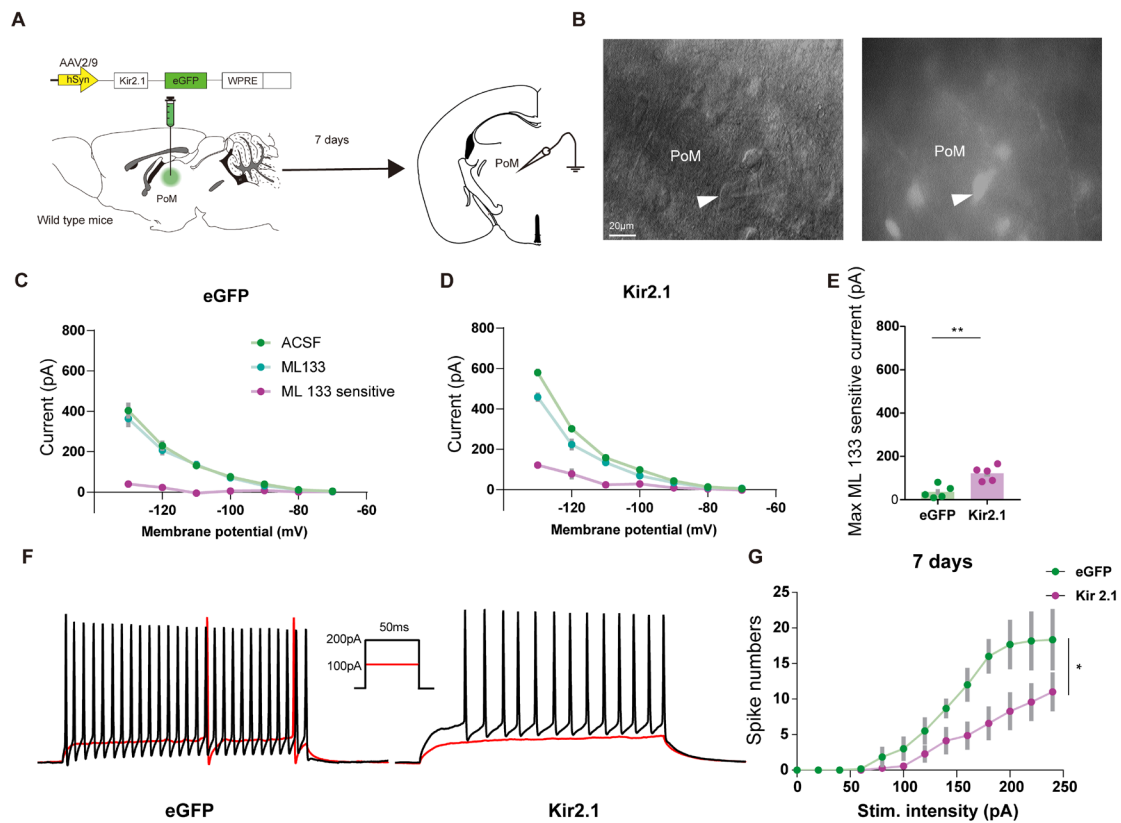 A
AAV2/9
hSyn
Kir2.1
eGFP
WPRE
7 days
PoM
PoM
Wild type mice
B
PoM
PoM
20μm
C
eGFP
800
600
400
200
0
Current (pA)
ACSF
ML133
ML 133 sensitive
-120
-100
-80
-60
Membrane potential (mV)
D
Kir2.1
800
600
400
200
0
Current (pA)
-120
-100
-80
-60
Membrane potential (mV)
E
Max ML 133 sensitive current (pA)
800
600
400
200
0
**
eGFP
Kir2.1
F
50ms
200pA
100pA
eGFP
Kir2.1
G
7 days
eGFP
Kir 2.1
25
20
15
10
5
0
Spike numbers
*
0
50
100
150
200
250
Stim. intensity (pA)